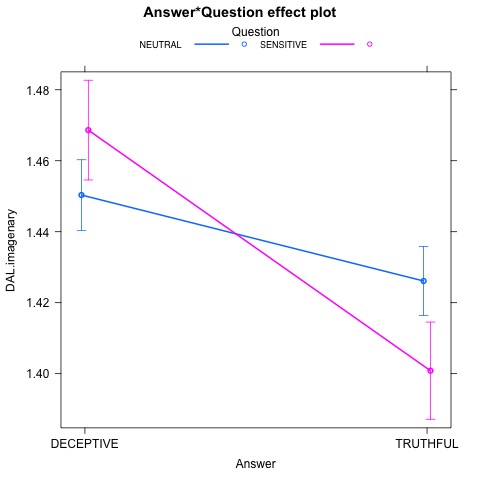 Answer*Question effect plot
Question
NEUTRAL SENSITIVE
1.48
1.46
1.44
1.42
1.40
DAL.imagenary
DECEPTIVE TRUTHFUL
Answer